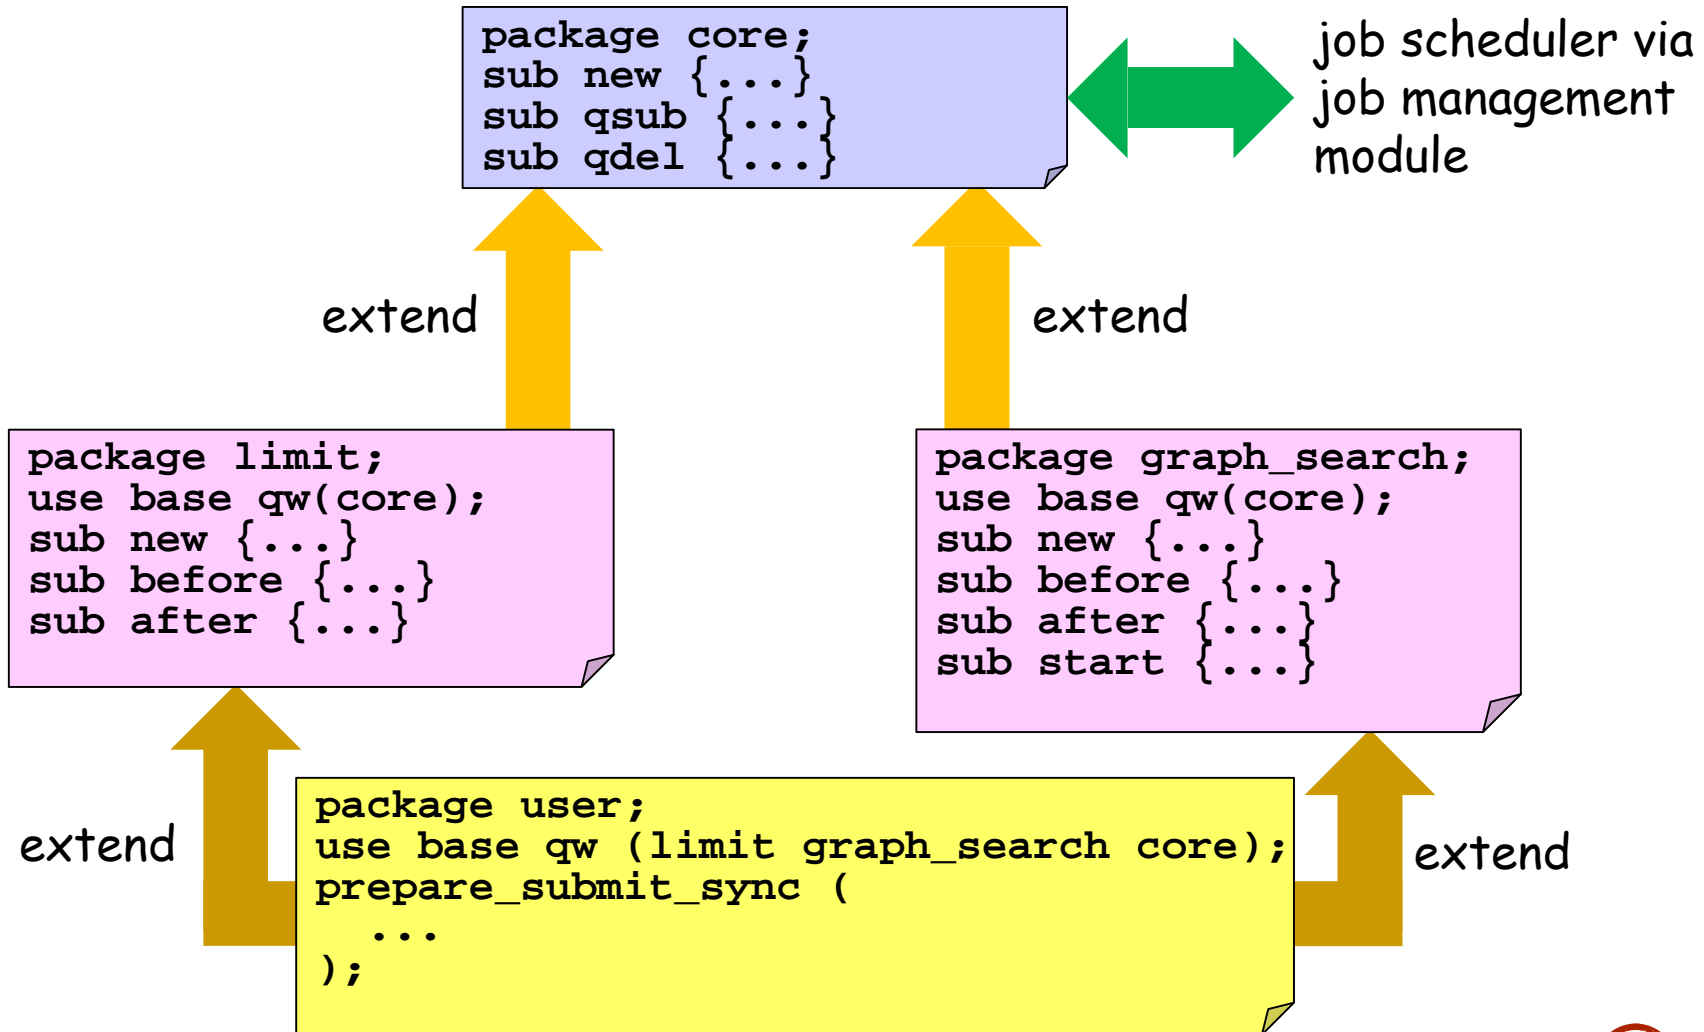 package core;
sub new {...}
sub qsub {...}
sub qdel {...}
job scheduler via
job management
module
extend
extend
package limit;
use base qw(core);
sub new {...}
sub before {...}
sub after {...}
package graph_search;
use base qw(core);
sub new {...}
sub before {...}
sub after {...}
sub start {...}
extend
package user;
use base qw (limit graph_search core);
prepare_submit_sync (
  ...
);
extend